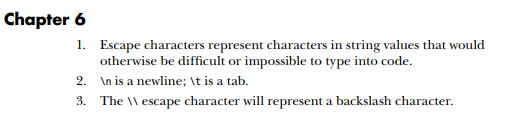 Chapter 6
1. Escape characters represent characters in string values that would
otherwise be difficult or impossible to type into code.
2. \n is a newline; \t is a tab.
3. The \\ escape character will represent a backslash character.